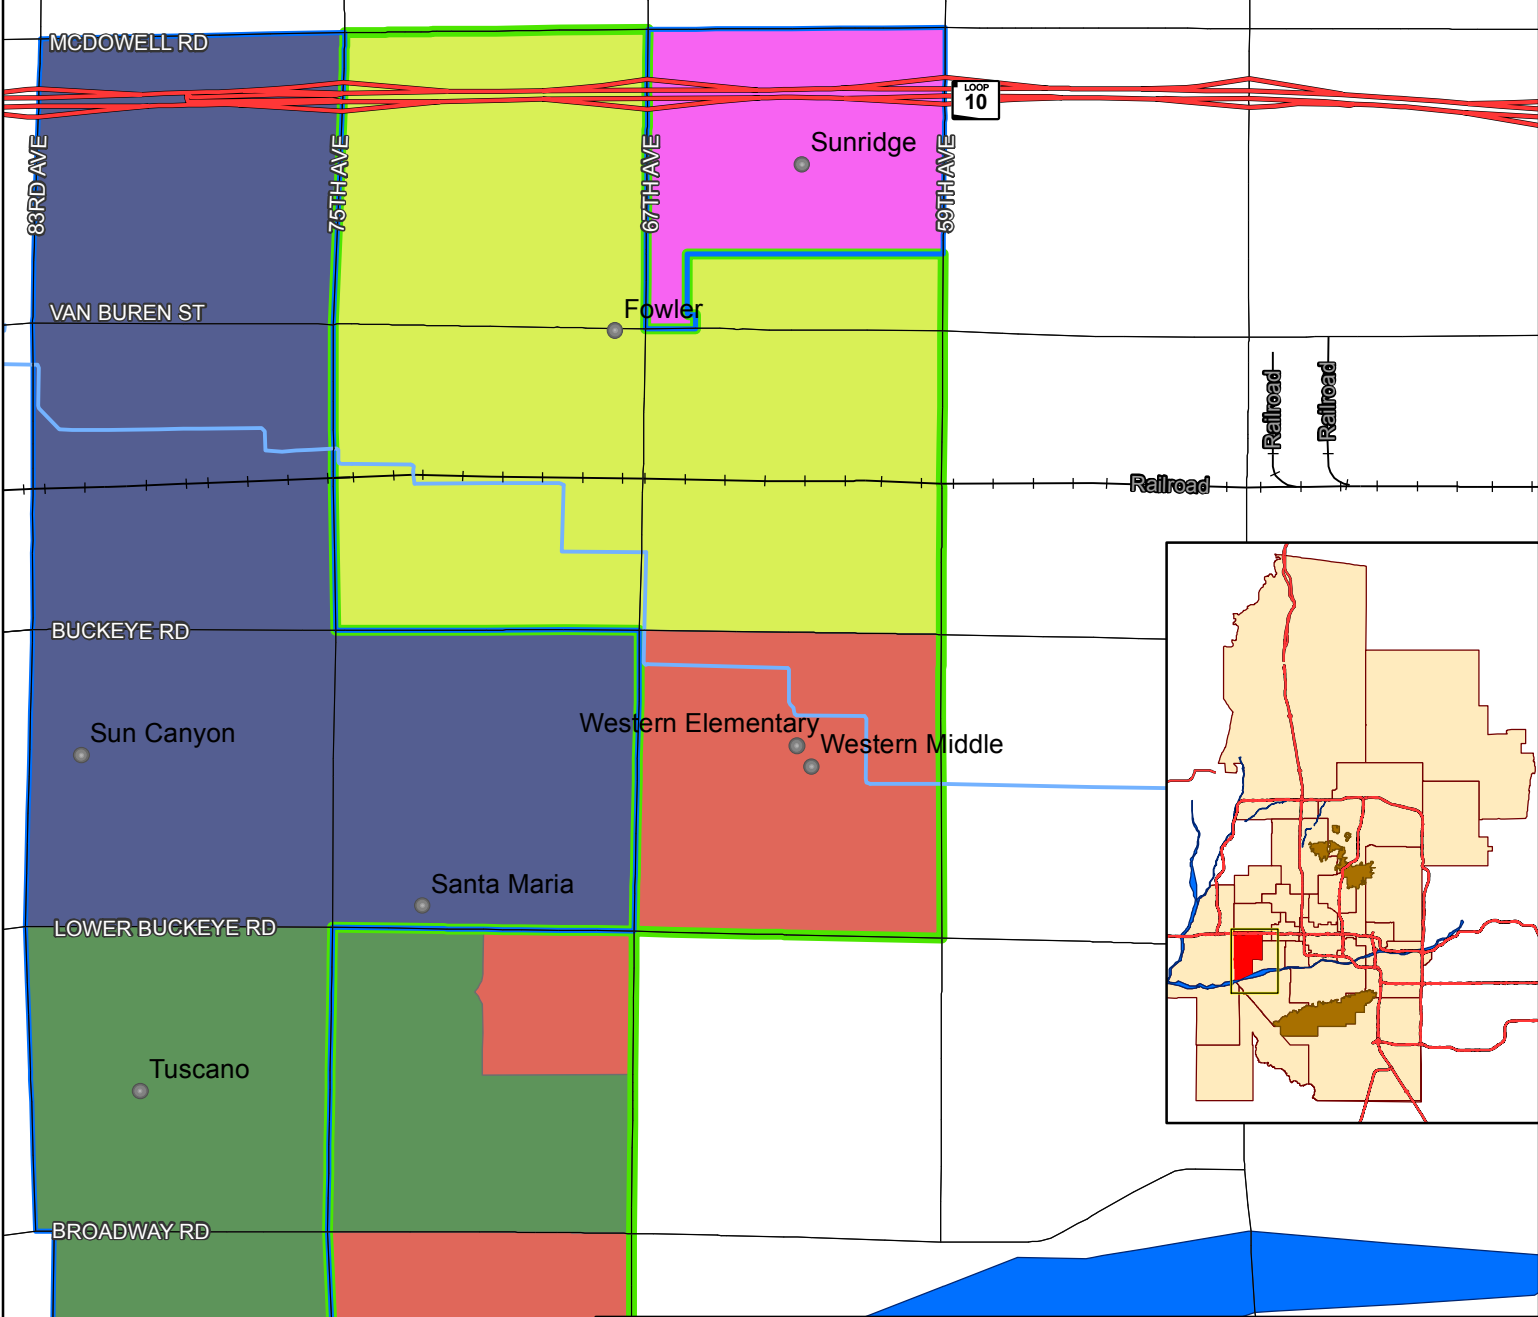 MCDOWELL RD
LOOP
10
83RD AVE
75TH AVE
67TH AVE
59TH AVE
Sunridge
VAN BUREN ST
Fowler
Railroad
Railroad
Railroad
BUCKEYE RD
Sun Canyon
Western Elementary
Western Middle
Santa Maria
LOWER BUCKEYE RD
Tuscano
BROADWAY RD